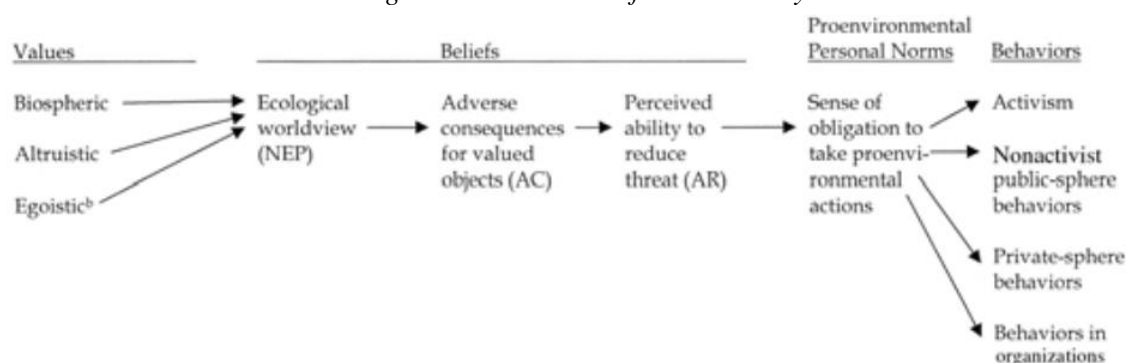 Values
Beliefs
Proenvironmental
Personal Norms
Behaviors
Biospheric
Altruistic
Egoisticᵇ
Ecological
worldview
(NEP)
Adverse
consequences
for valued
objects (AC)
Perceived
ability to
reduce
threat (AR)
Sense of
obligation to
take proenvi-
ronmental
actions
Activism
Nonactivist
public-sphere
behaviors
Private-sphere
behaviors
Behaviors in
organizations